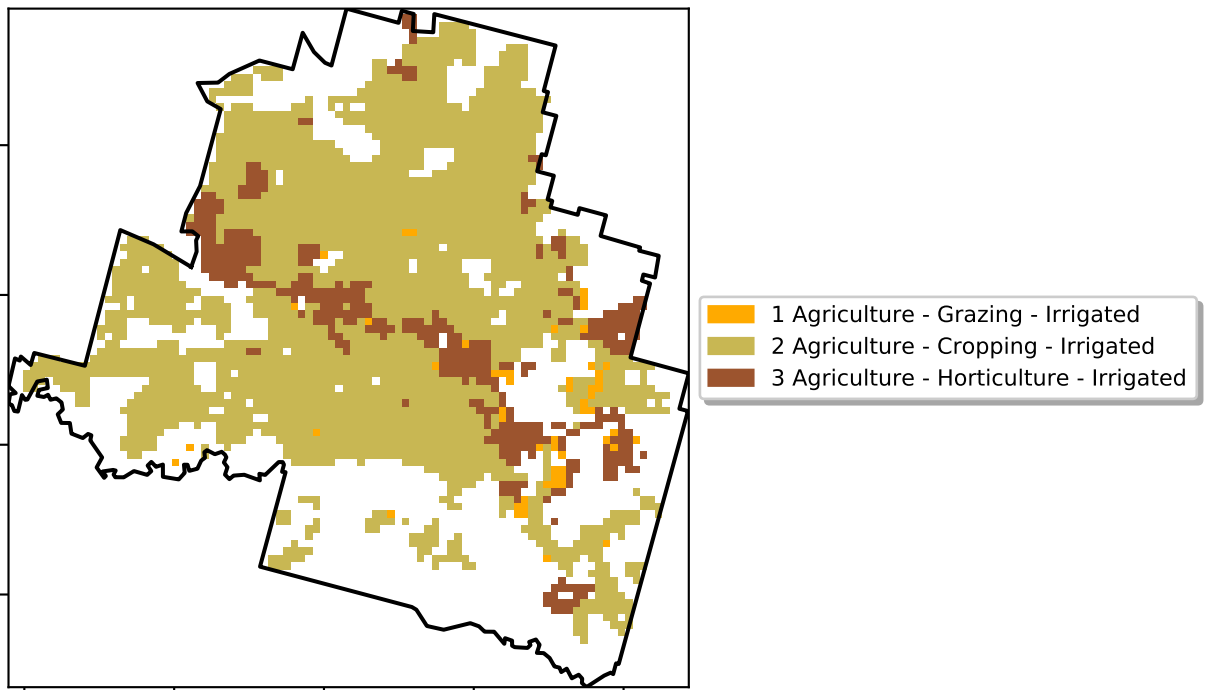 1 Agriculture - Grazing - Irrigated
2 Agriculture - Cropping - Irrigated
3 Agriculture - Horticulture - Irrigated